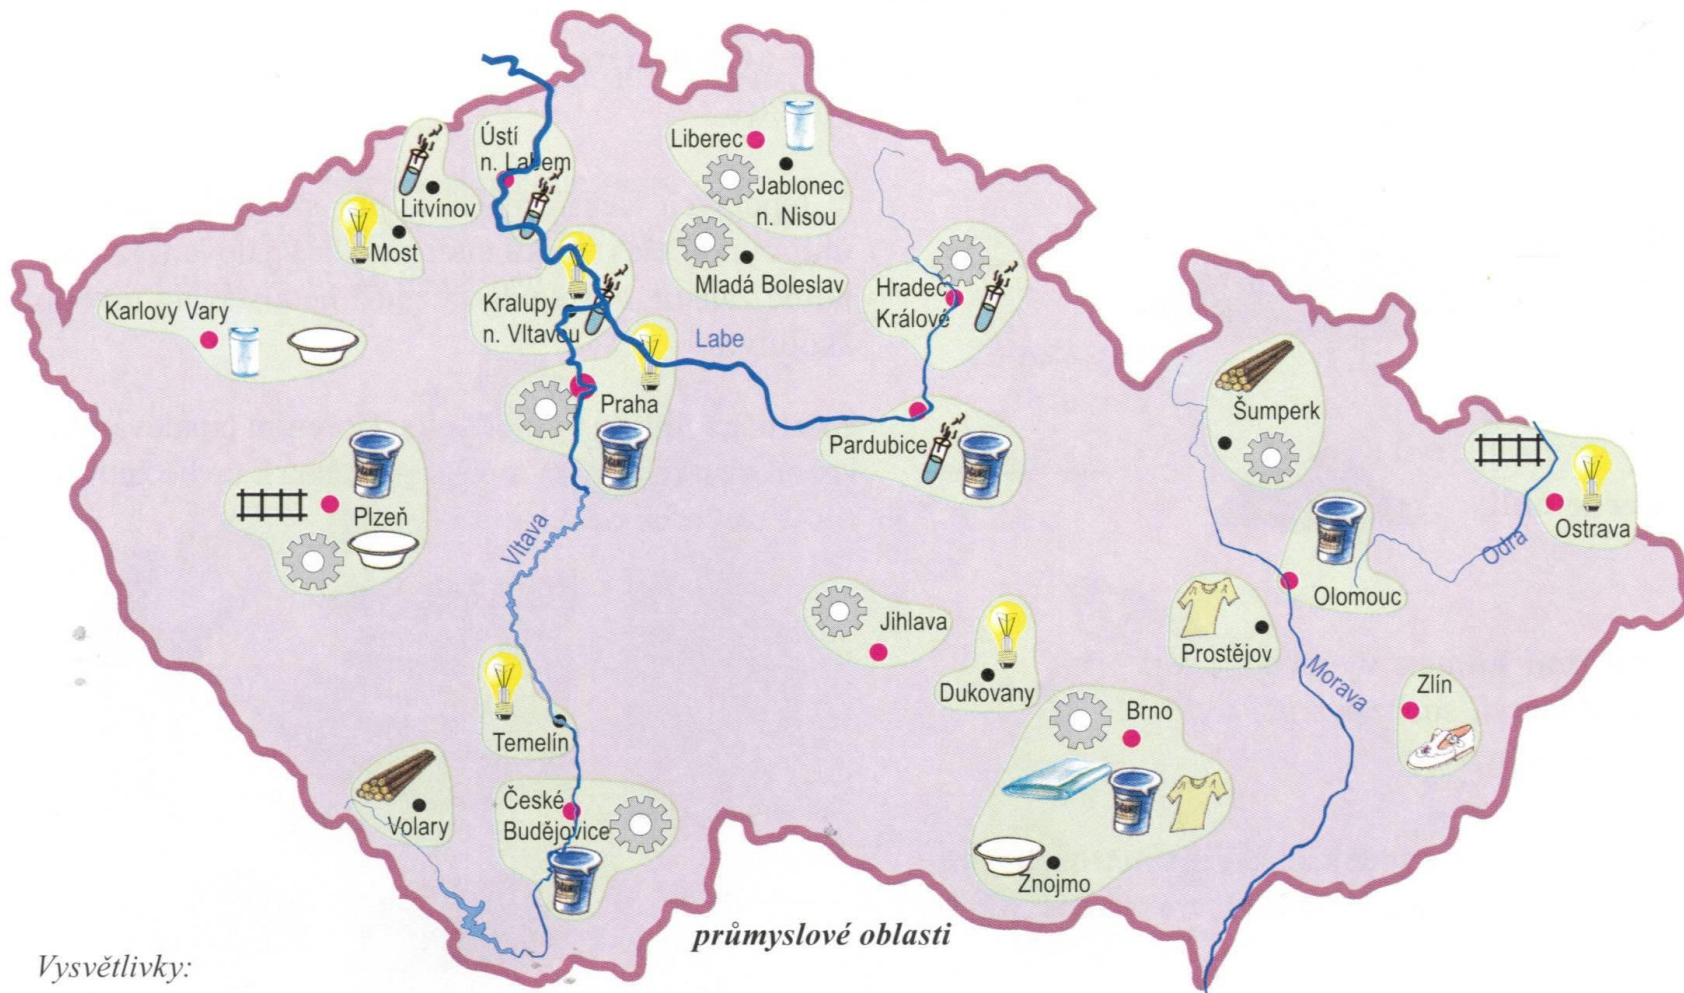 Ústí
n. Labem
Liberec
Jablonec
n. Nisou
Litvínov
Most
Mladá Boleslav
Hradec
Králové
Karlovy Vary
Kralupy
n. Vltavou
Labe
Praha
Pardubice
Šumperk
Plzeň
Vltava
Ostrava
Odra
Olomouc
Jihlava
Prostějov
Dukovany
Morava
Zlín
Temelín
Brno
Volary
České
Budějovice
Znojmo
průmyslové oblasti
Vysvětlivky: